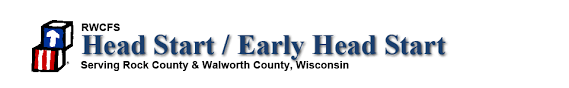 RWCFS
Head Start / Early Head Start
Serving Rock County & Walworth County, Wisconsin